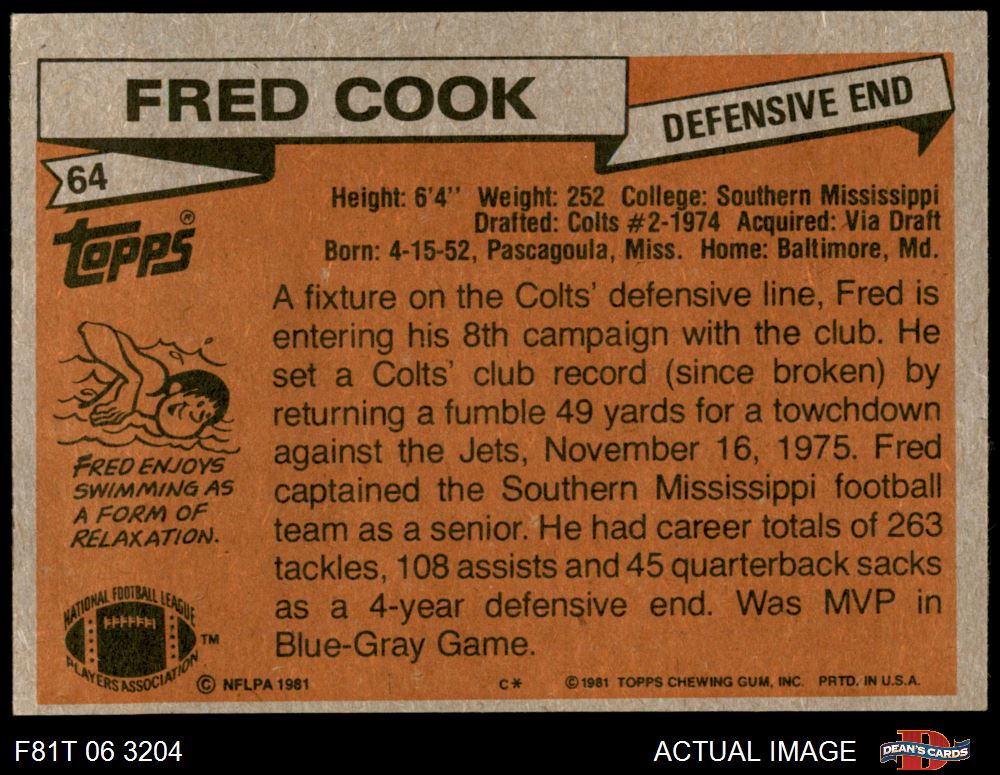 FRED COOK
DEFENSIVE END
64
topps®
Height: 6'4'' Weight: 252 College: Southern Mississippi
Drafted: Colts #2-1974 Acquired: Via Draft
Born: 4-15-52, Pascagoula, Miss. Home: Baltimore, Md.
A fixture on the Colts' defensive line, Fred is
entering his 8th campaign with the club. He
set a Colts' club record (since broken) by
returning a fumble 49 yards for a towchdown
against the Jets, November 16, 1975. Fred
captained the Southern Mississippi football
team as a senior. He had career totals of 263
tackles, 108 assists and 45 quarterback sacks
as a 4-year defensive end. Was MVP in
Blue-Gray Game.
FRED ENJOYS
SWIMMING AS
A FORM OF
RELAXATION.
NATIONAL FOOTBALL LEAGUE
PLAYERS ASSOCIATION
TM
© NFLPA 1981
C*
© 1981 TOPPS CHEWING GUM, INC. PRTD. IN U.S.A.
F81T 06 3204
ACTUAL IMAGE
D
DEAN'S CARDS